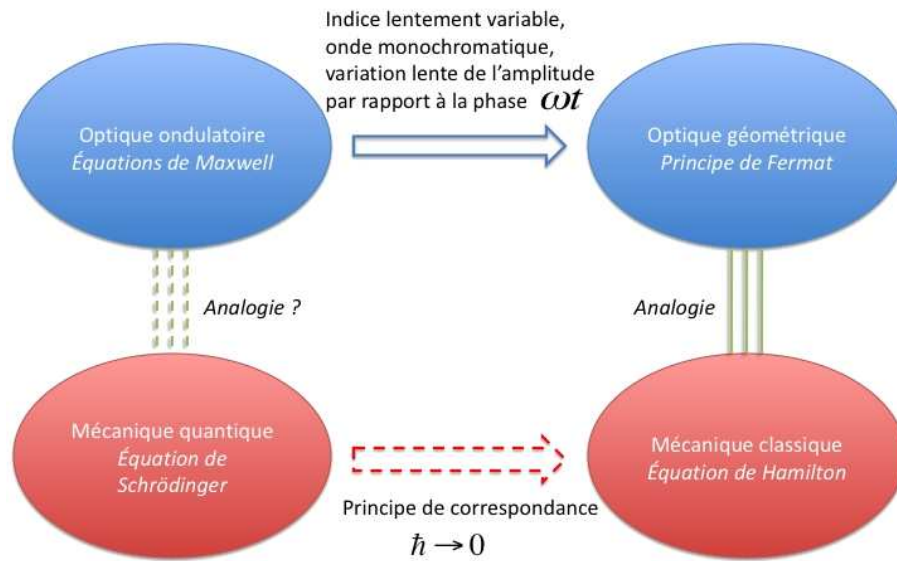 Indice lentement variable,
onde monochromatique,
variation lente de l'amplitude
par rapport à la phase ωt
Optique ondulatoire
Équations de Maxwell
Optique géométrique
Principe de Fermat
Analogie ?
Analogie
Mécanique quantique
Équation de
Schrödinger
Mécanique classique
Équation de Hamilton
Principe de correspondance
ℏ → 0